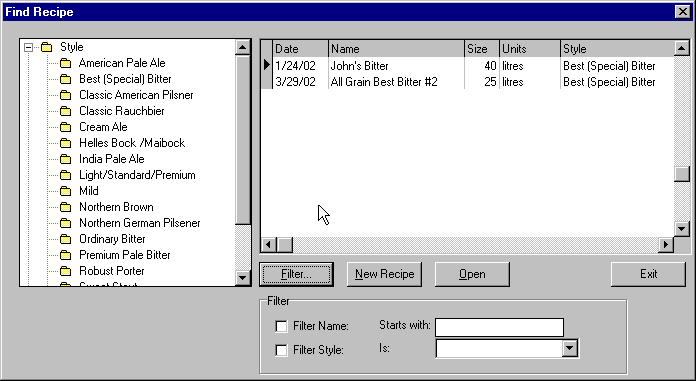 Find Recipe
Style
American Pale Ale
Best (Special) Bitter
Classic American Pilsner
Classic Rauchbier
Cream Ale
Helles Bock /Maibock
India Pale Ale
Light/Standard/Premium
Mild
Northern Brown
Northern German Pilsener
Ordinary Bitter
Premium Pale Bitter
Robust Porter
Sweet Stout
Date Name Size Units Style
1/24/02 John's Bitter 40 litres Best (Special) Bitter
3/29/02 All Grain Best Bitter #2 25 litres Best (Special) Bitter
Filter... New Recipe Open Exit
Filter
Filter Name: Starts with:
Filter Style: Is: